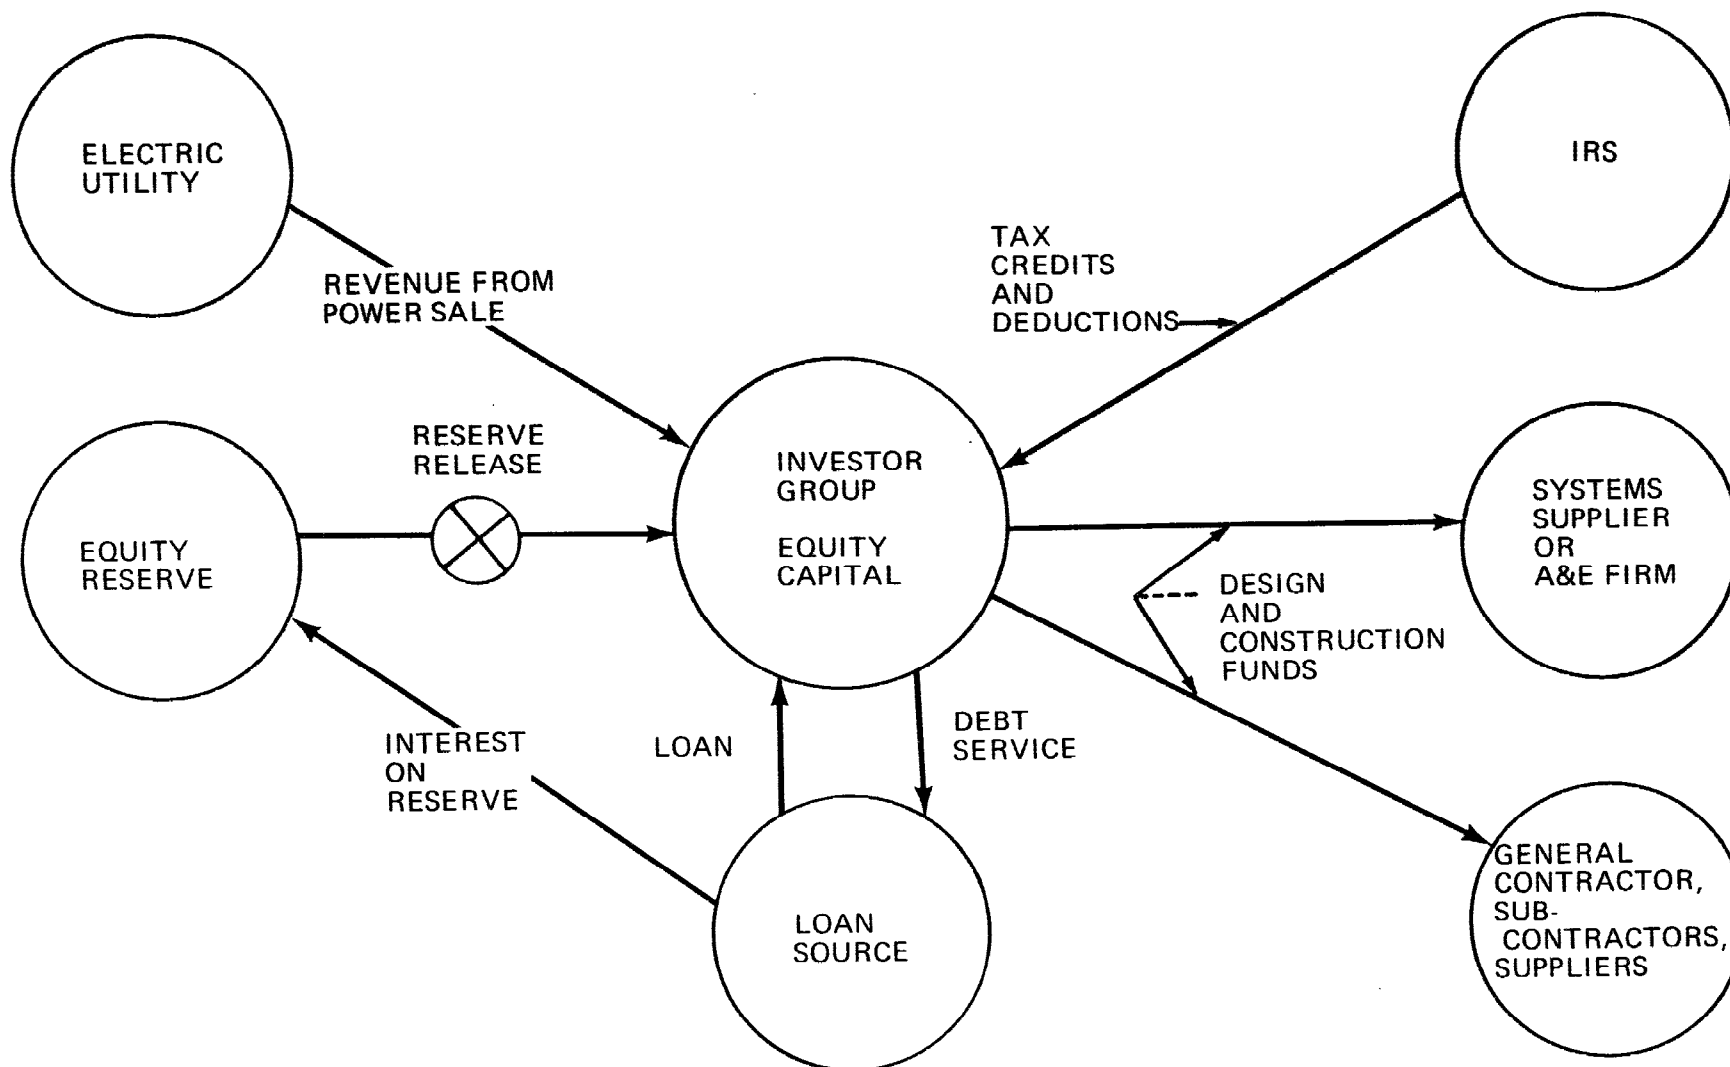 ELECTRIC
UTILITY
IRS
REVENUE FROM
POWER SALE
TAX
CREDITS
AND
DEDUCTIONS
RESERVE
RELEASE
EQUITY
RESERVE
INVESTOR
GROUP
EQUITY
CAPITAL
SYSTEMS
SUPPLIER
OR
A&E FIRM
DESIGN
AND
CONSTRUCTION
FUNDS
INTEREST
ON
RESERVE
LOAN
DEBT
SERVICE
LOAN
SOURCE
GENERAL
CONTRACTOR,
SUB-
CONTRACTORS,
SUPPLIERS